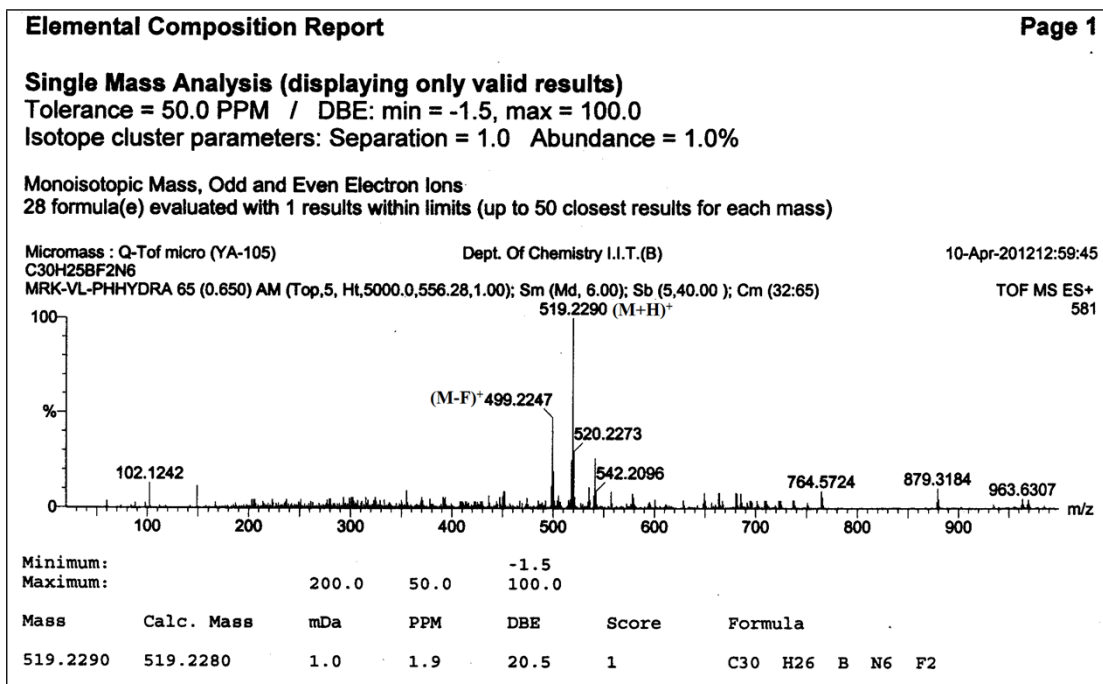 Elemental Composition Report Page 1
Single Mass Analysis (displaying only valid results)
Tolerance = 50.0 PPM / DBE: min = -1.5, max = 100.0
Isotope cluster parameters: Separation = 1.0 Abundance = 1.0%
Monoisotopic Mass, Odd and Even Electron Ions
28 formula(e) evaluated with 1 results within limits (up to 50 closest results for each mass)
Micromass : Q-Tof micro (YA-105) Dept. Of Chemistry I.I.T.(B) 10-Apr-201212:59:45
C30H25BF2N6
MRK-VL-PHHYDRA 65 (0.650) AM (Top,5, Ht,5000.0,556.28,1.00); Sm (Md, 6.00); Sb (5,40.00 ); Cm (32:65) TOF MS ES+
100 519.2290 (M+H)+ 581
(M-F)+ 499.2247
%
520.2273
102.1242 542.2096 764.5724 879.3184 963.6307
0 m/z
100 200 300 400 500 600 700 800 900
Minimum: -1.5
Maximum: 200.0 50.0 100.0
Mass Calc. Mass mDa PPM DBE Score Formula
519.2290 519.2280 1.0 1.9 20.5 1 C30 H26 B N6 F2